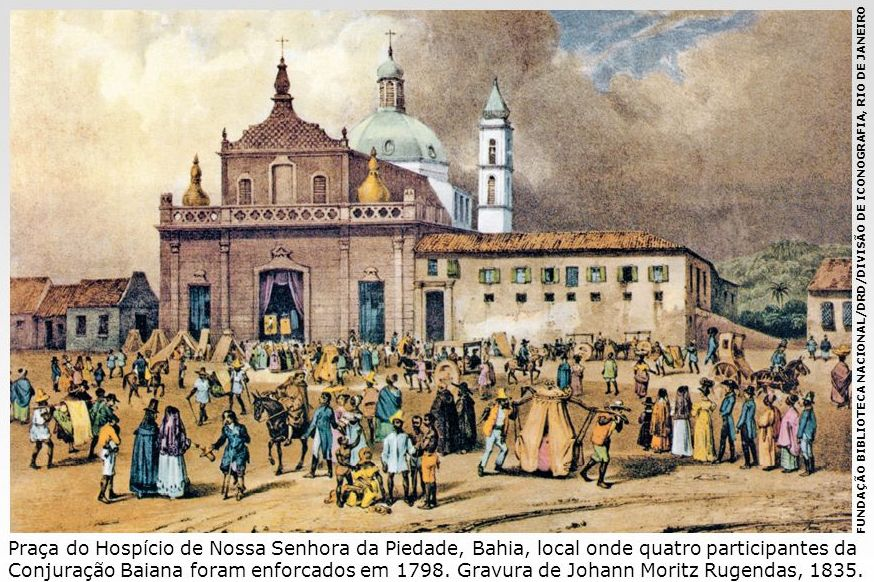 FUNDAÇÃO BIBLIOTECA NACIONAL/DRD/DIVISÃO DE ICONOGRAFIA, RIO DE JANEIRO
Praça do Hospício de Nossa Senhora da Piedade, Bahia, local onde quatro participantes da
Conjuração Baiana foram enforcados em 1798. Gravura de Johann Moritz Rugendas, 1835.